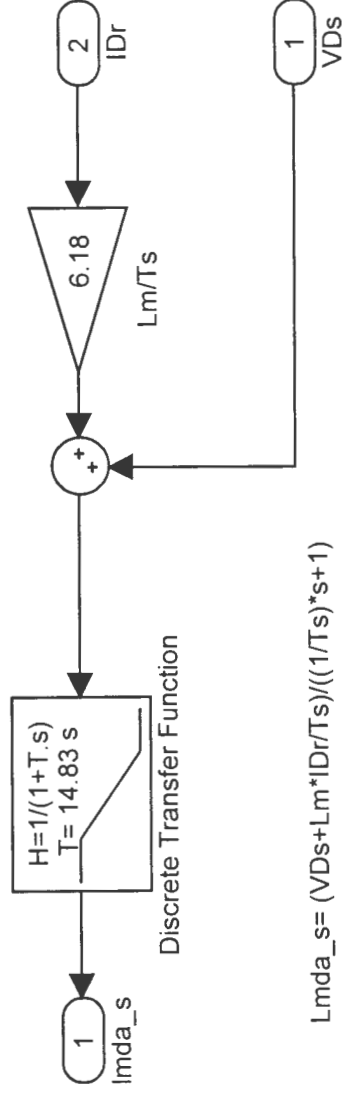 2
IDr
6.18
Lm/Ts
1
VDs
H=1/(1+T.s)
T= 14.83 s
Discrete Transfer Function
1
lmda_s
Lmda_s= (VDs+Lm*IDr/Ts)/((1/Ts)*s+1)